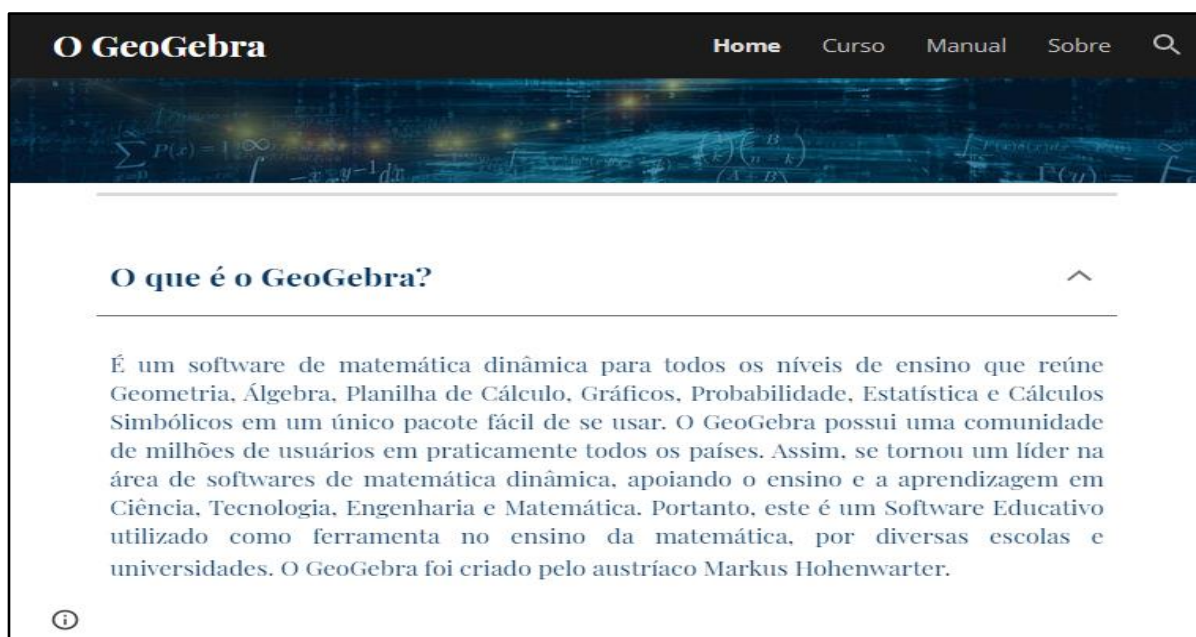 O GeoGebra
Home Curso Manual Sobre
O que é o GeoGebra?
É um software de matemática dinâmica para todos os níveis de ensino que reúne
Geometria, Álgebra, Planilha de Cálculo, Gráficos, Probabilidade, Estatística e Cálculos
Simbólicos em um único pacote fácil de se usar. O GeoGebra possui uma comunidade
de milhões de usuários em praticamente todos os países. Assim, se tornou um líder na
área de softwares de matemática dinâmica, apoiando o ensino e a aprendizagem em
Ciência, Tecnologia, Engenharia e Matemática. Portanto, este é um Software Educativo
utilizado como ferramenta no ensino da matemática, por diversas escolas e
universidades. O GeoGebra foi criado pelo austríaco Markus Hohenwarter.